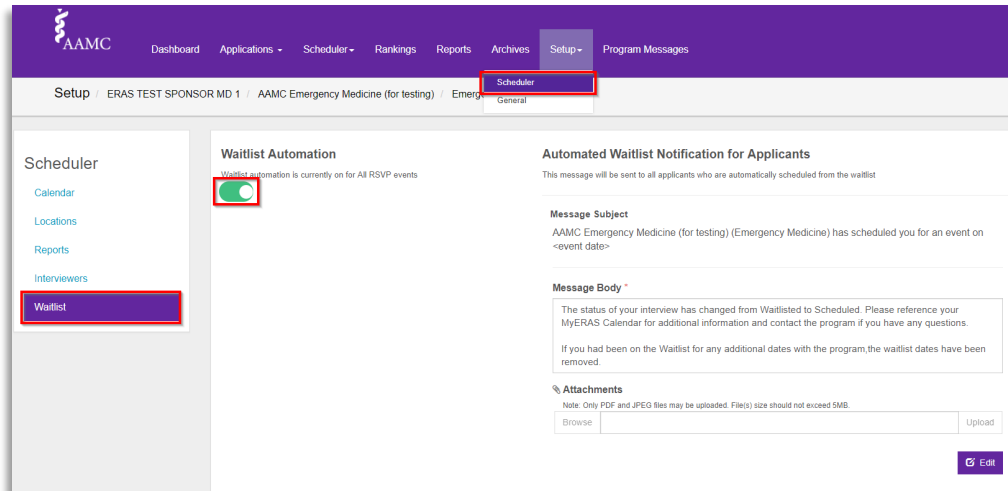 AAMC
Dashboard Applications Scheduler Rankings Reports Archives Setup Program Messages
Scheduler
General
Setup / ERAS TEST SPONSOR MD 1 / AAMC Emergency Medicine (for testing) /
Scheduler
Calendar
Locations
Reports
Interviewers
Waitlist
Waitlist Automation
Waitlist automation is currently on for All RSVP events
Automated Waitlist Notification for Applicants
This message will be sent to all applicants who are automatically scheduled from the waitlist
Message Subject
AAMC Emergency Medicine (for testing) (Emergency Medicine) has scheduled you for an event on
<event date>
Message Body *
The status of your interview has changed from Waitlisted to Scheduled. Please reference your
MyERAS Calendar for additional information and contact the program if you have any questions.
If you had been on the Waitlist for any additional dates with the program,the waitlist dates have been
removed.
Attachments
Note: Only PDF and JPEG files may be uploaded. File(s) size should not exceed 5MB.
Browse Upload
Edit